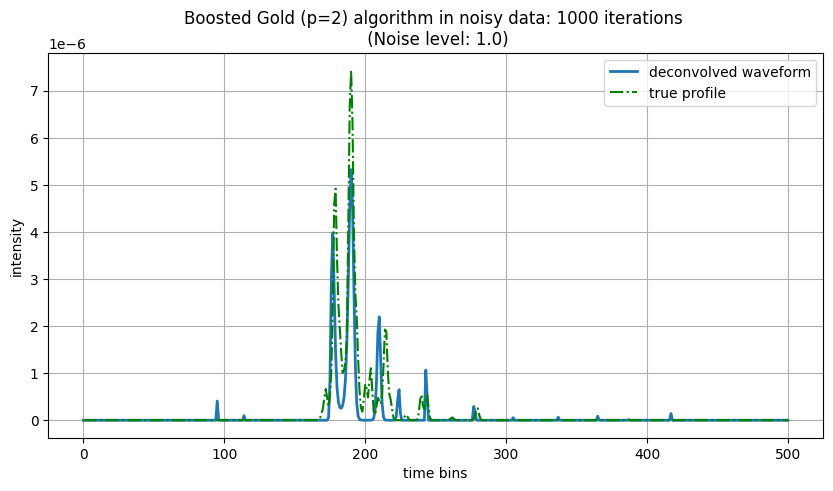 Boosted Gold (p=2) algorithm in noisy data: 1000 iterations
(Noise level: 1.0)
1e−6
deconvolved waveform
true profile
7
6
5
4
3
2
1
0
intensity
0 100 200 300 400 500
time bins